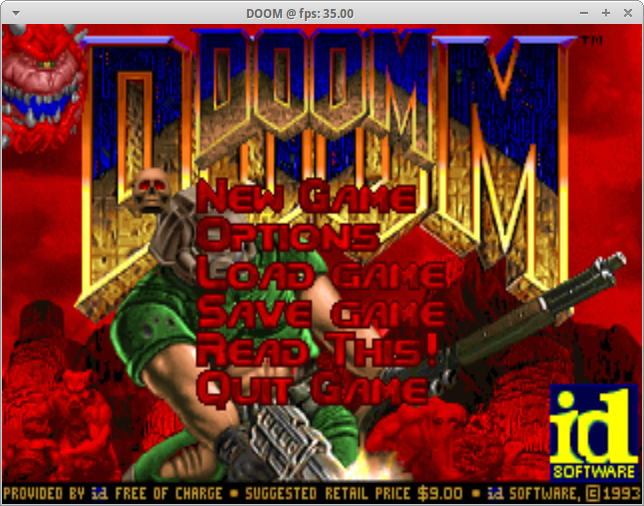 DOOM @ fps: 35.00
DOOM
DOOM
TM
New Game
Options
Load game
Save game
Read This!
Quit Game
id
SOFTWARE
PROVIDED BY id FREE OF CHARGE ■ SUGGESTED RETAIL PRICE $9.00 ■ id SOFTWARE, ©1993